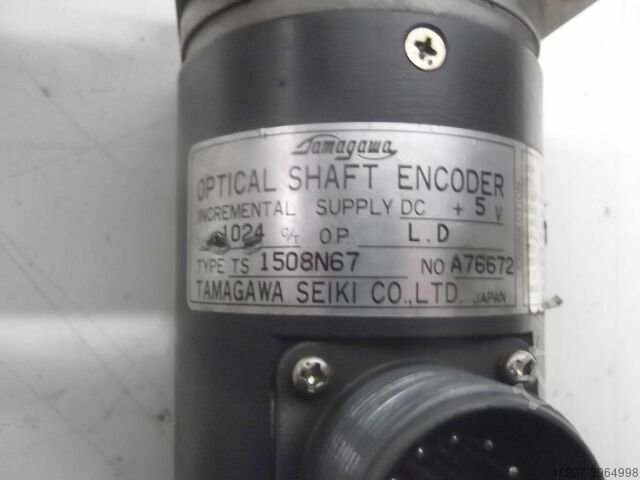 Tamagawa
OPTICAL SHAFT ENCODER
INCREMENTAL SUPPLY DC + 5 V
1024 C/T O.P. L.D
TYPE TS 1508N67 NO A76672
TAMAGAWA SEIKI CO.,LTD. JAPAN
41227-3964998